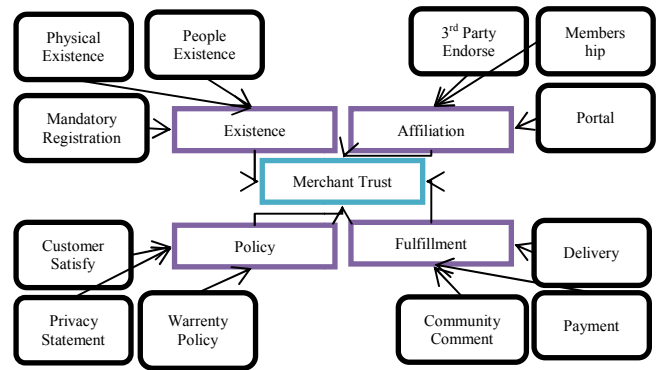 Physical
Existence
People
Existence
3rd Party
Endorse
Members
hip
Mandatory
Registration
Existence
Affiliation
Portal
Merchant Trust
Customer
Satisfy
Policy
Fulfillment
Delivery
Privacy
Statement
Warrenty
Policy
Community
Comment
Payment